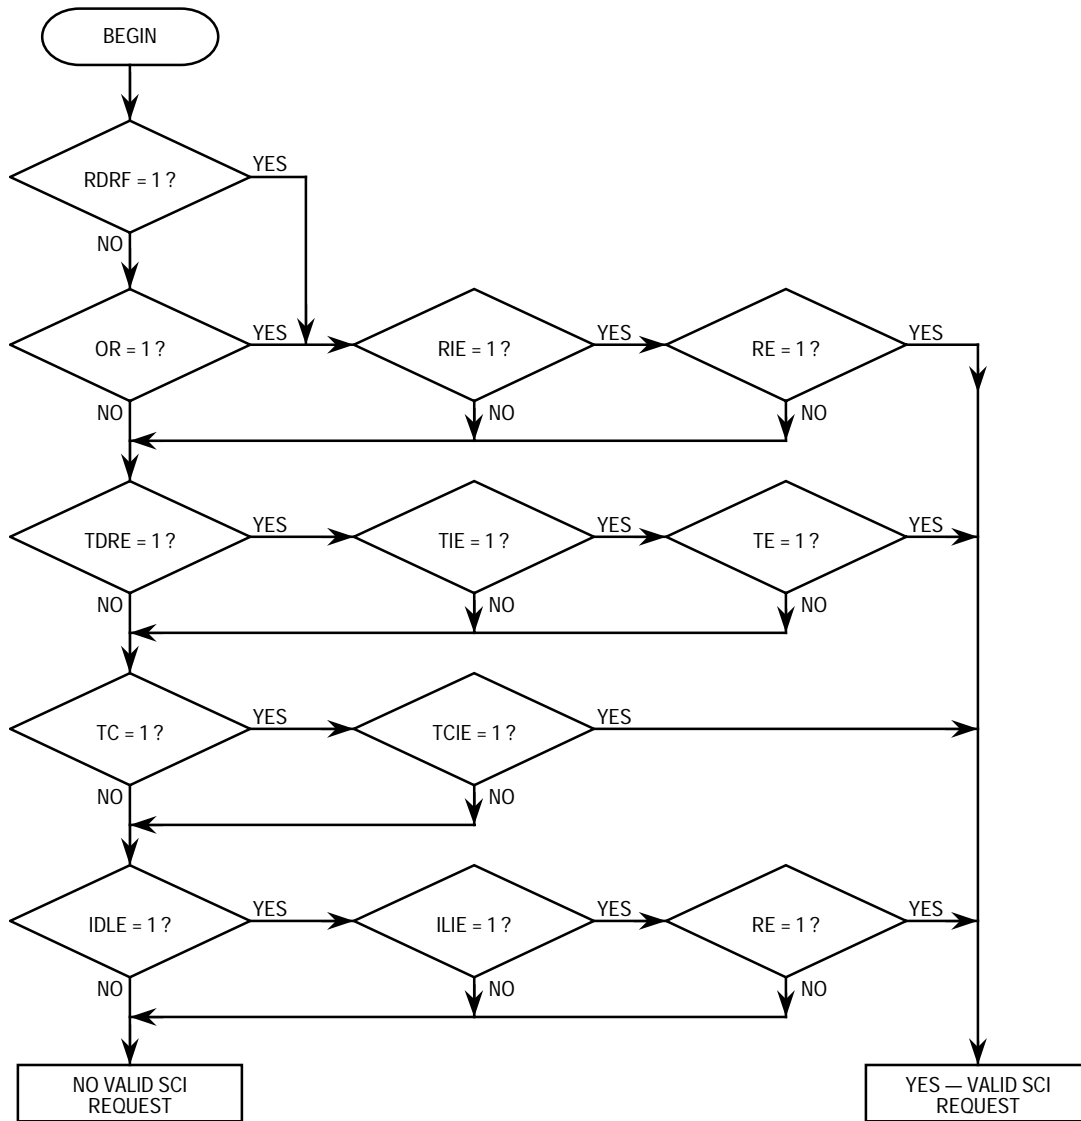 BEGIN
RDRF = 1 ?
YES
NO
OR = 1 ?
YES
RIE = 1 ?
YES
RE = 1 ?
YES
NO
NO
NO
TDRE = 1 ?
YES
TIE = 1 ?
YES
TE = 1 ?
YES
NO
NO
NO
TC = 1 ?
YES
TCIE = 1 ?
YES
NO
NO
IDLE = 1 ?
YES
ILIE = 1 ?
YES
RE = 1 ?
YES
NO
NO
NO
NO VALID SCI
REQUEST
YES — VALID SCI
REQUEST